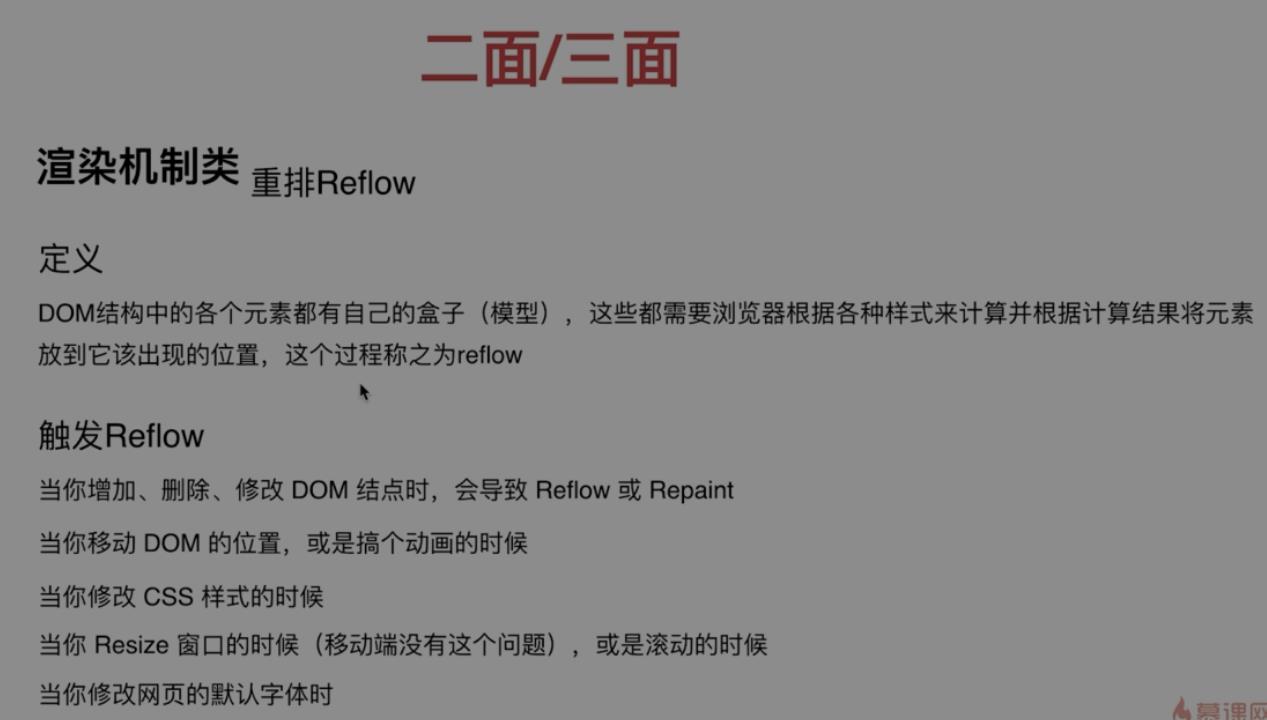 二面/三面
渲染机制类 重排Reflow
定义
DOM结构中的各个元素都有自己的盒子（模型），这些都需要浏览器根据各种样式来计算并根据计算结果将元素
放到它该出现的位置，这个过程称之为reflow
触发Reflow
当你增加、删除、修改 DOM 结点时，会导致 Reflow 或 Repaint
当你移动 DOM 的位置，或是搞个动画的时候
当你修改 CSS 样式的时候
当你 Resize 窗口的时候（移动端没有这个问题），或是滚动的时候
当你修改网页的默认字体时
慕课网